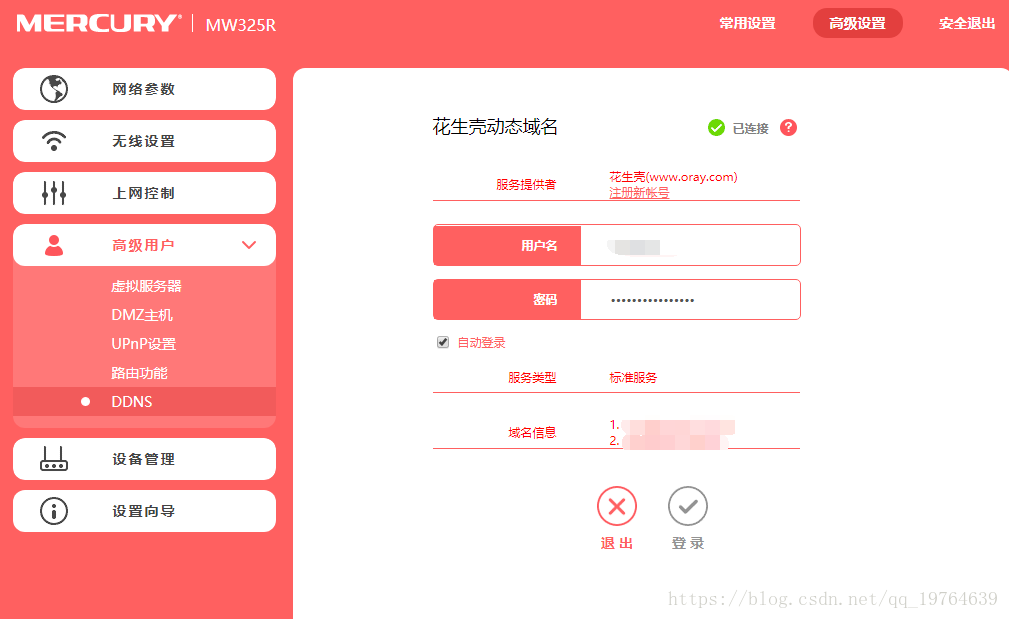 MERCURY MW325R
常用设置 高级设置 安全退出
网络参数
无线设置
上网控制
高级用户
虚拟服务器
DMZ主机
UPnP设置
路由功能
DDNS
设备管理
设置向导
花生壳动态域名 已连接 ?
服务提供者 花生壳(www.oray.com)
注册新帐号
用户名
密码 ••••••••••••••••
自动登录
服务类型 标准服务
域名信息 1.
2.
退出 登录
https://blog.csdn.net/qq_19764639